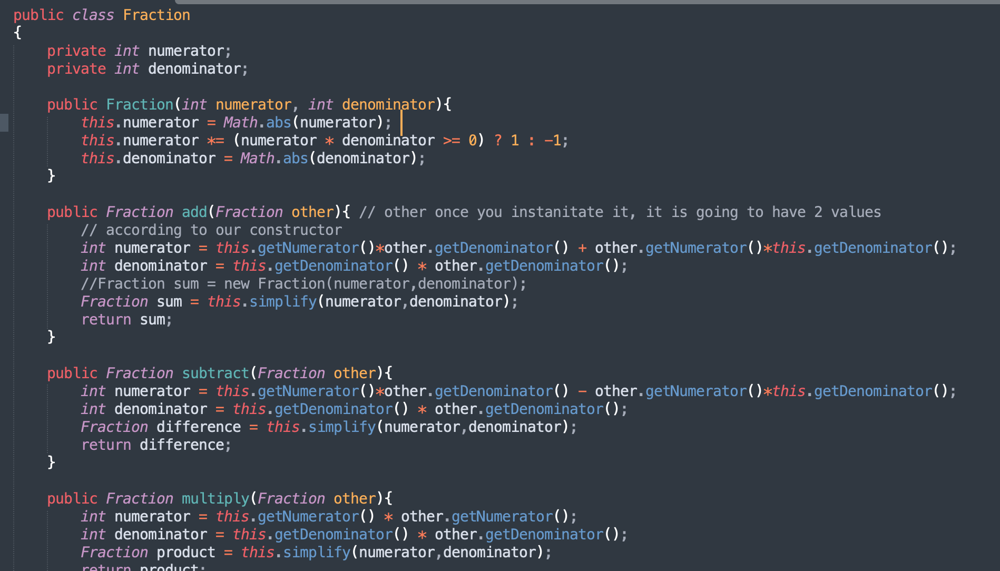 public class Fraction
{
    private int numerator;
    private int denominator;

    public Fraction(int numerator, int denominator){
        this.numerator = Math.abs(numerator);
        this.numerator *= (numerator * denominator >= 0) ? 1 : -1;
        this.denominator = Math.abs(denominator);
    }

    public Fraction add(Fraction other){ // other once you instanitate it, it is going to have 2 values
        // according to our constructor
        int numerator = this.getNumerator()*other.getDenominator() + other.getNumerator()*this.getDenominator();
        int denominator = this.getDenominator() * other.getDenominator();
        //Fraction sum = new Fraction(numerator,denominator);
        Fraction sum = this.simplify(numerator,denominator);
        return sum;
    }

    public Fraction subtract(Fraction other){
        int numerator = this.getNumerator()*other.getDenominator() - other.getNumerator()*this.getDenominator();
        int denominator = this.getDenominator() * other.getDenominator();
        Fraction difference = this.simplify(numerator,denominator);
        return difference;
    }

    public Fraction multiply(Fraction other){
        int numerator = this.getNumerator() * other.getNumerator();
        int denominator = this.getDenominator() * other.getDenominator();
        Fraction product = this.simplify(numerator,denominator);
        return product;